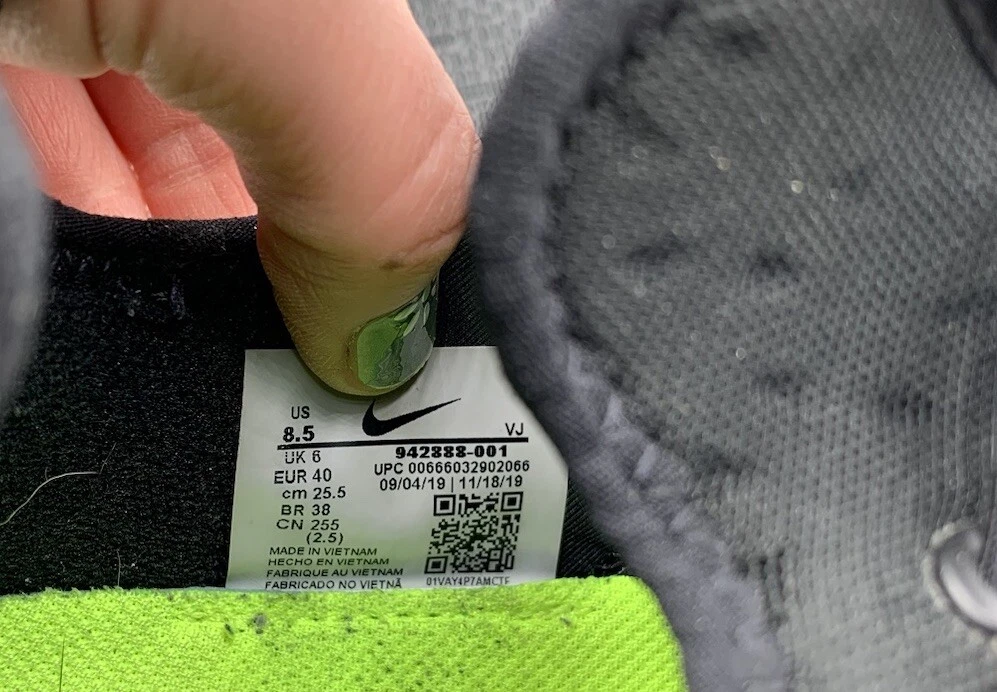 US
8.5
VJ
UK 6
942888-001
EUR 40
UPC 00666032902066
cm 25.5
09/04/19 | 11/18/19
BR 38
CN 255
(2.5)
MADE IN VIETNAM
HECHO EN VIETNAM
FABRIQUE AU VIETNAM
FABRICADO NO VIETNÃ
01VAY4P7AMCTF